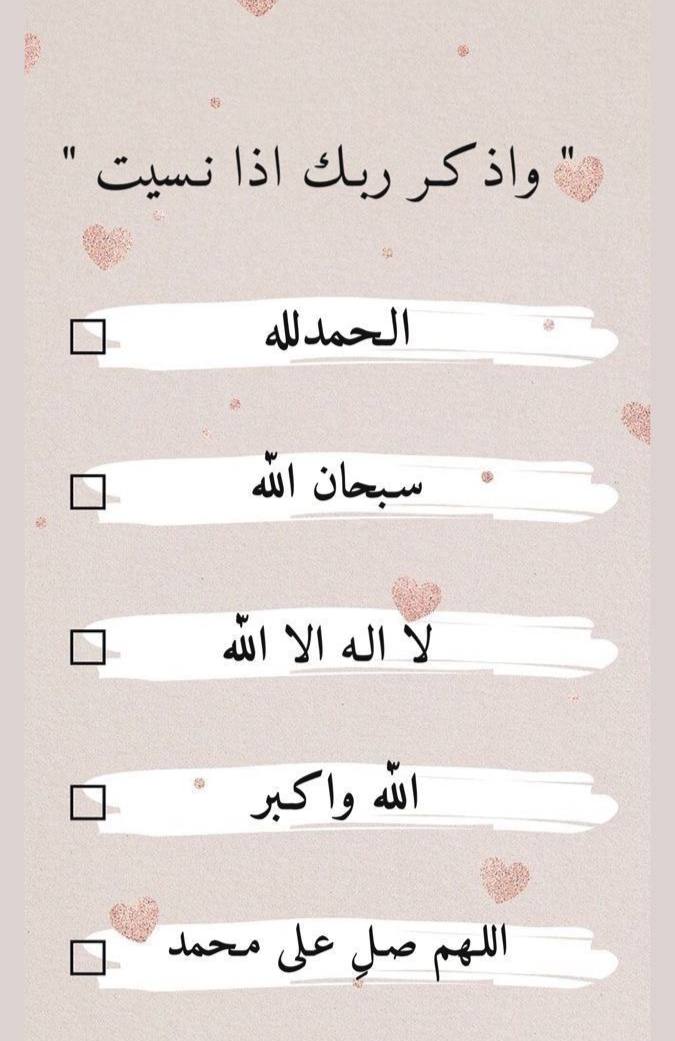 " واذكر ربك اذا نسيت "
الحمدلله
سبحان الله
لا اله الا الله
الله واكبر
اللهم صلِ على محمد